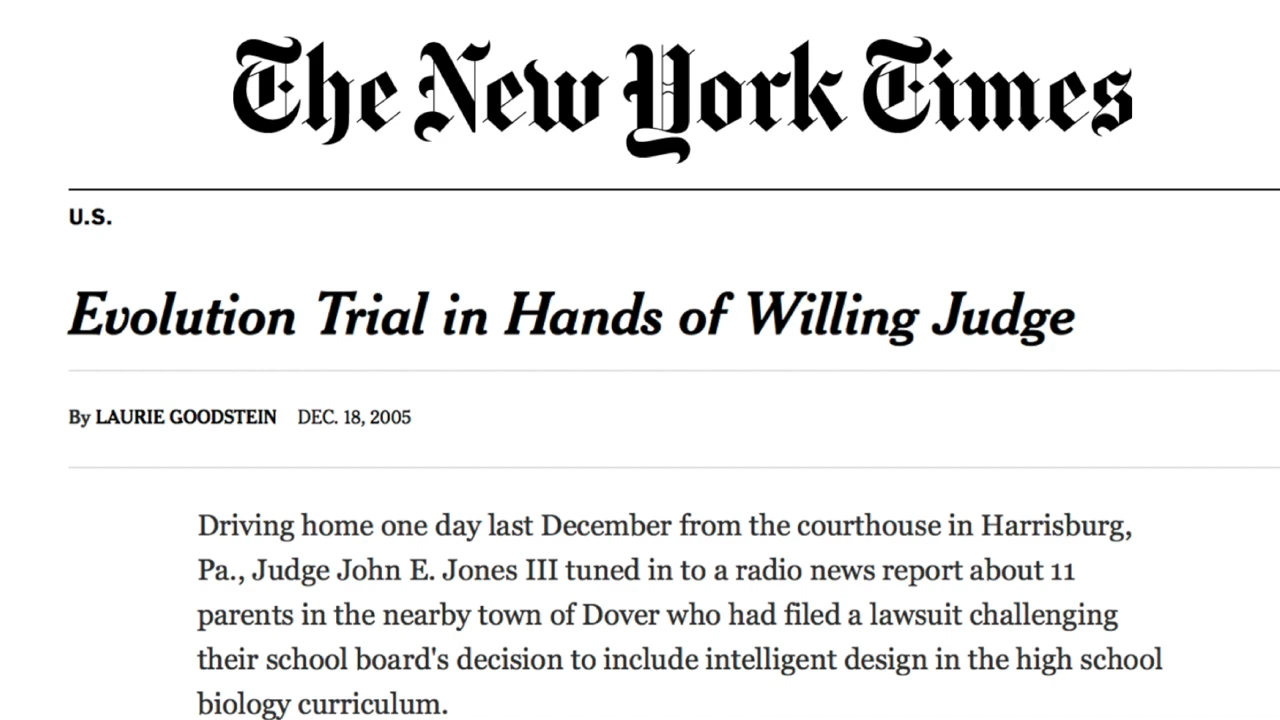 The New York Times
U.S.
Evolution Trial in Hands of Willing Judge
By LAURIE GOODSTEIN DEC. 18, 2005
Driving home one day last December from the courthouse in Harrisburg,
Pa., Judge John E. Jones III tuned in to a radio news report about 11
parents in the nearby town of Dover who had filed a lawsuit challenging
their school board's decision to include intelligent design in the high school
biology curriculum.